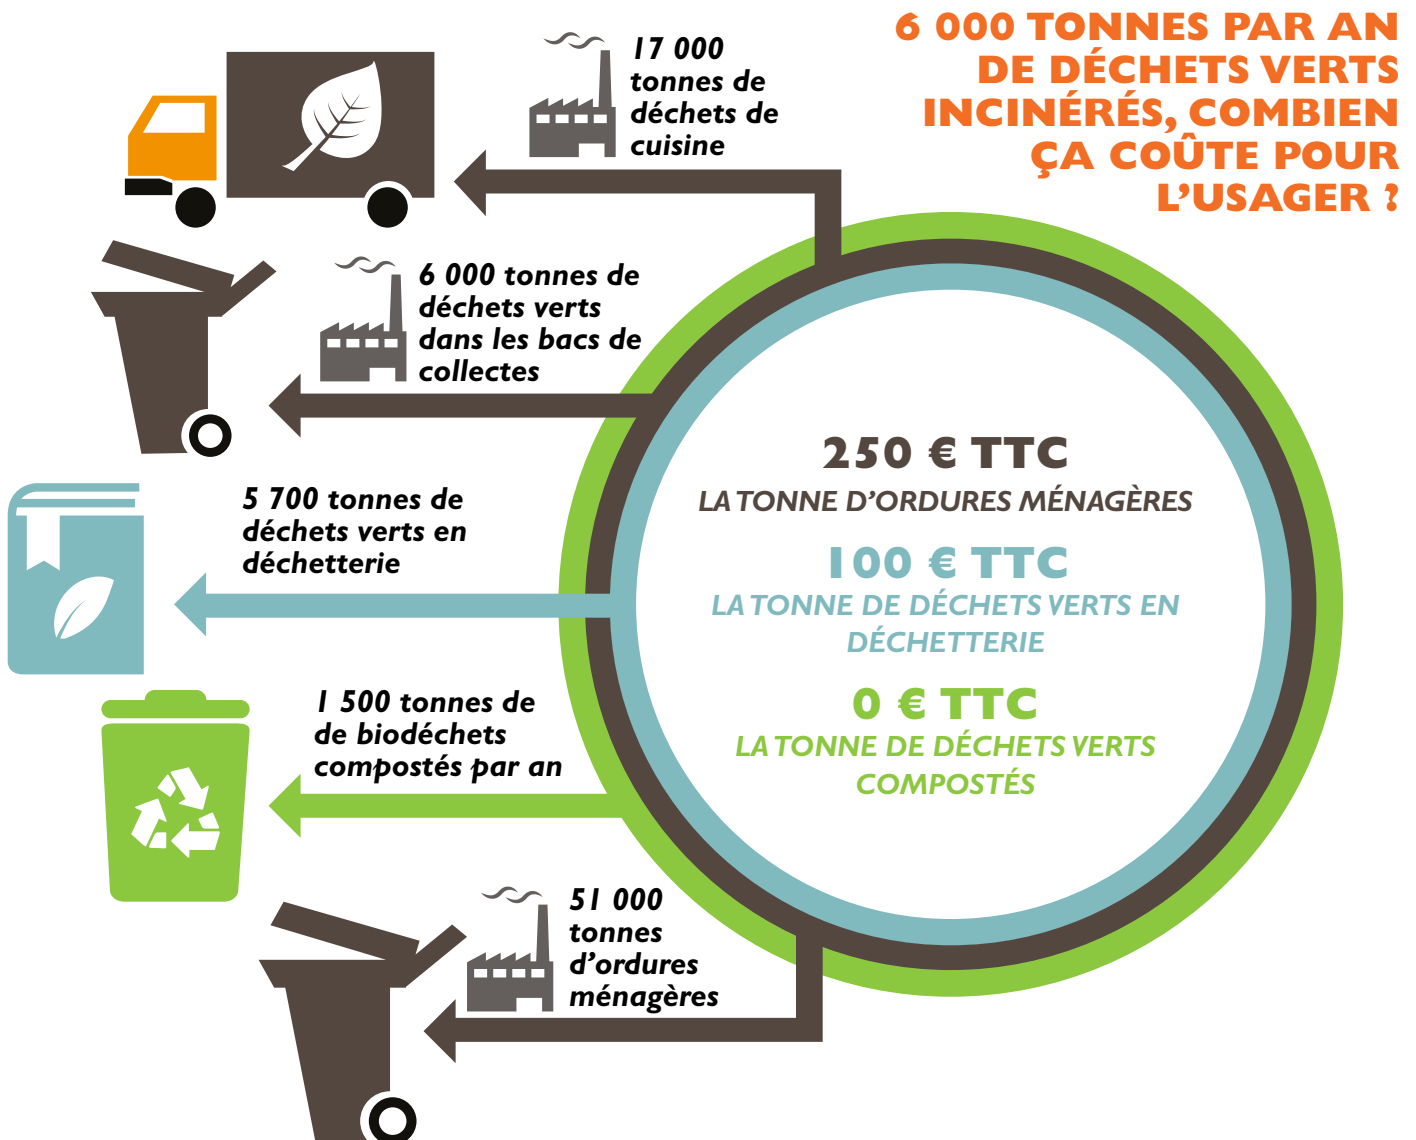 6 000 TONNES PAR AN
DE DÉCHETS VERTS
INCINÉRÉS, COMBIEN
ÇA COÛTE POUR
L’USAGER ?
17 000
tonnes de
déchets de
cuisine
6 000 tonnes de
déchets verts
dans les bacs de
collectes
5 700 tonnes de
déchets verts en
déchetterie
1 500 tonnes de
de biodéchets
compostés par an
51 000
tonnes
d’ordures
ménagères
250 € TTC
LA TONNE D’ORDURES MÉNAGÈRES
100 € TTC
LA TONNE DE DÉCHETS VERTS EN
DÉCHETTERIE
0 € TTC
LA TONNE DE DÉCHETS VERTS
COMPOSTÉS